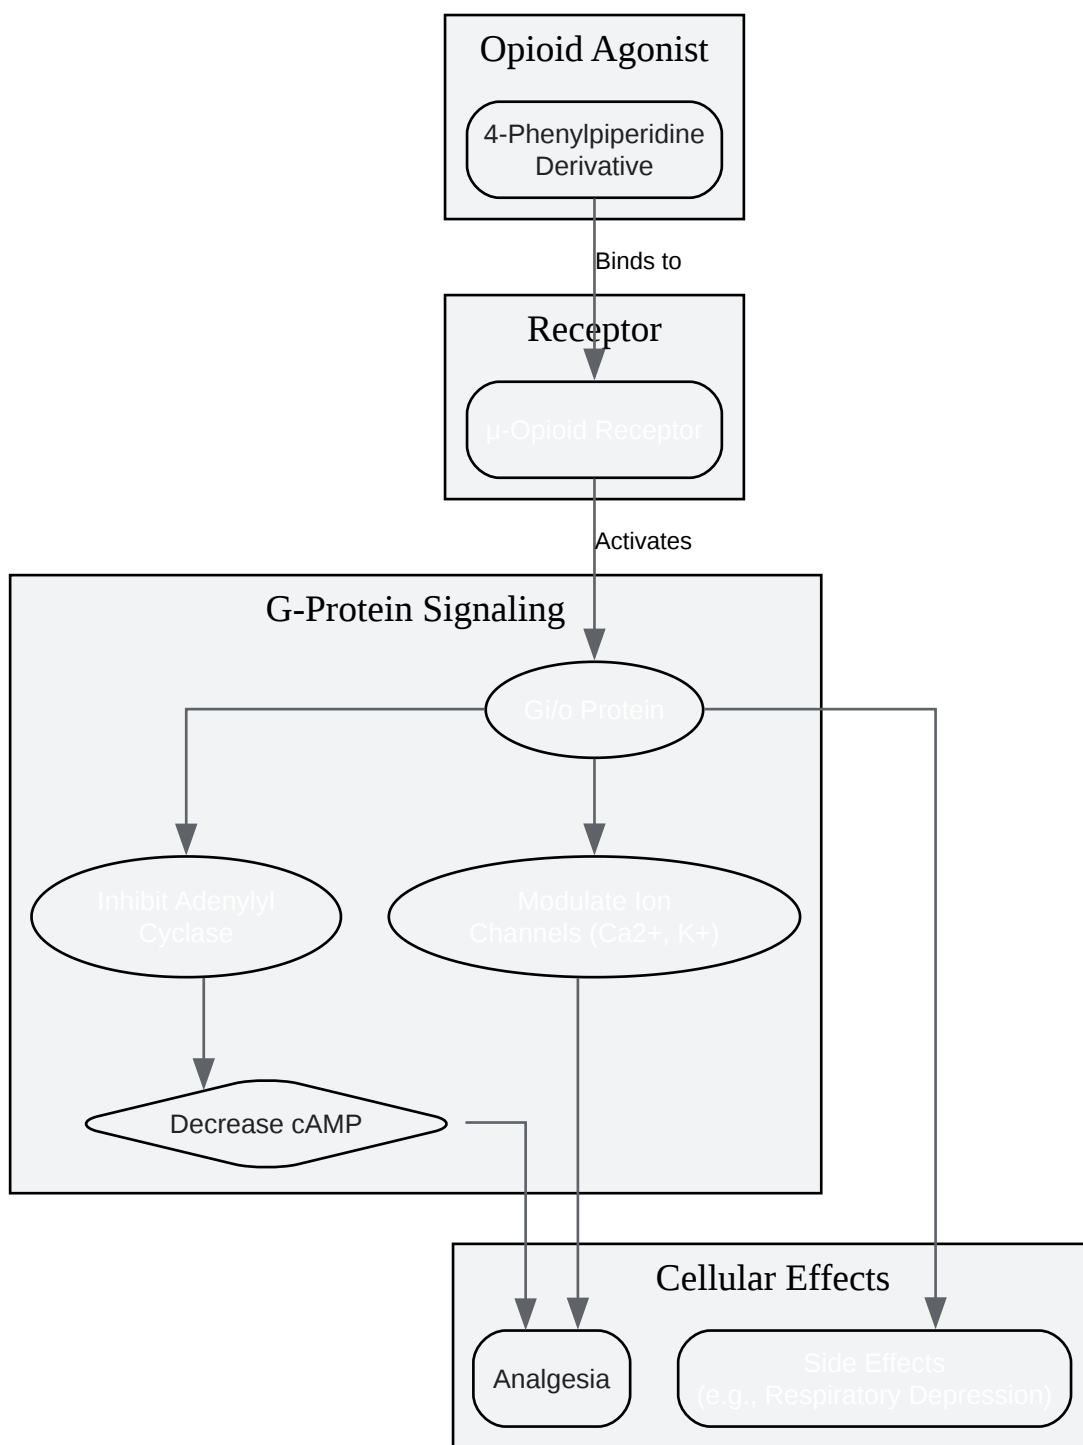 Opioid Agonist
4-Phenylpiperidine
Derivative
Binds to
Receptor
μ-Opioid Receptor
Activates
G-Protein Signaling
Gi/o Protein
Inhibit Adenylyl
Cyclase
Modulate Ion
Channels (Ca2+, K+)
Decrease cAMP
Cellular Effects
Analgesia
Side Effects
(e.g., Respiratory Depression)